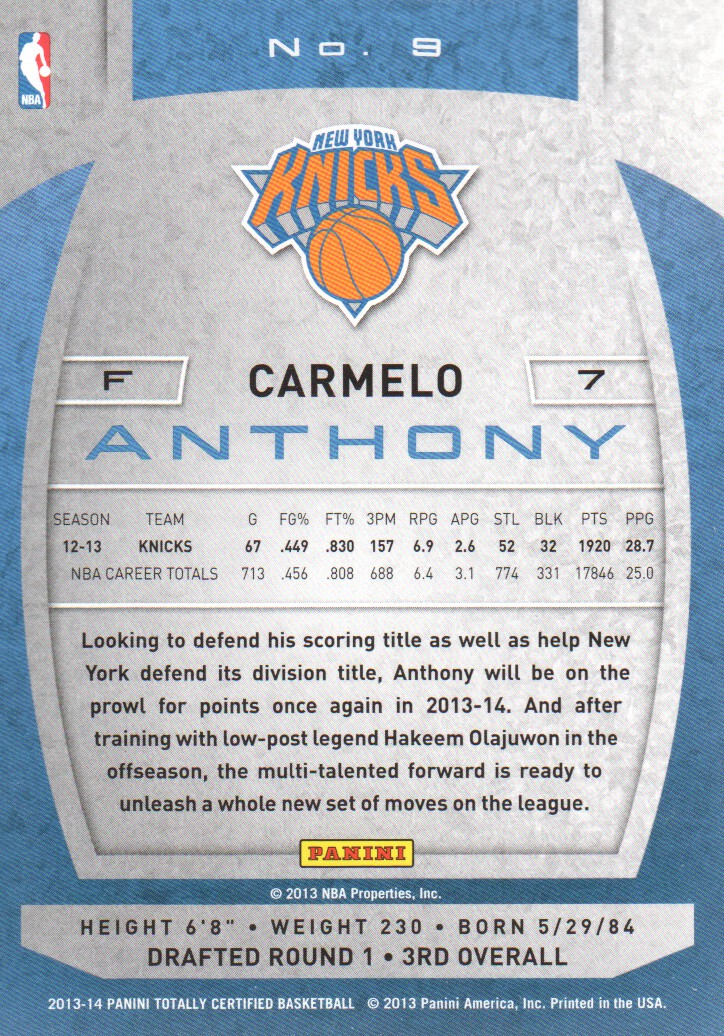 No. 9
NBA
NEW YORK
KNICKS
F CARMELO 7
ANTHONY
SEASON TEAM G FG% FT% 3PM RPG APG STL BLK PTS PPG
12-13 KNICKS 67 .449 .830 157 6.9 2.6 52 32 1920 28.7
NBA CAREER TOTALS 713 .456 .808 688 6.4 3.1 774 331 17846 25.0
Looking to defend his scoring title as well as help New
York defend its division title, Anthony will be on the
prowl for points once again in 2013-14. And after
training with low-post legend Hakeem Olajuwon in the
offseason, the multi-talented forward is ready to
unleash a whole new set of moves on the league.
PANINI
© 2013 NBA Properties, Inc.
HEIGHT 6'8" • WEIGHT 230 • BORN 5/29/84
DRAFTED ROUND 1 • 3RD OVERALL
2013-14 PANINI TOTALLY CERTIFIED BASKETBALL © 2013 Panini America, Inc. Printed in the USA.